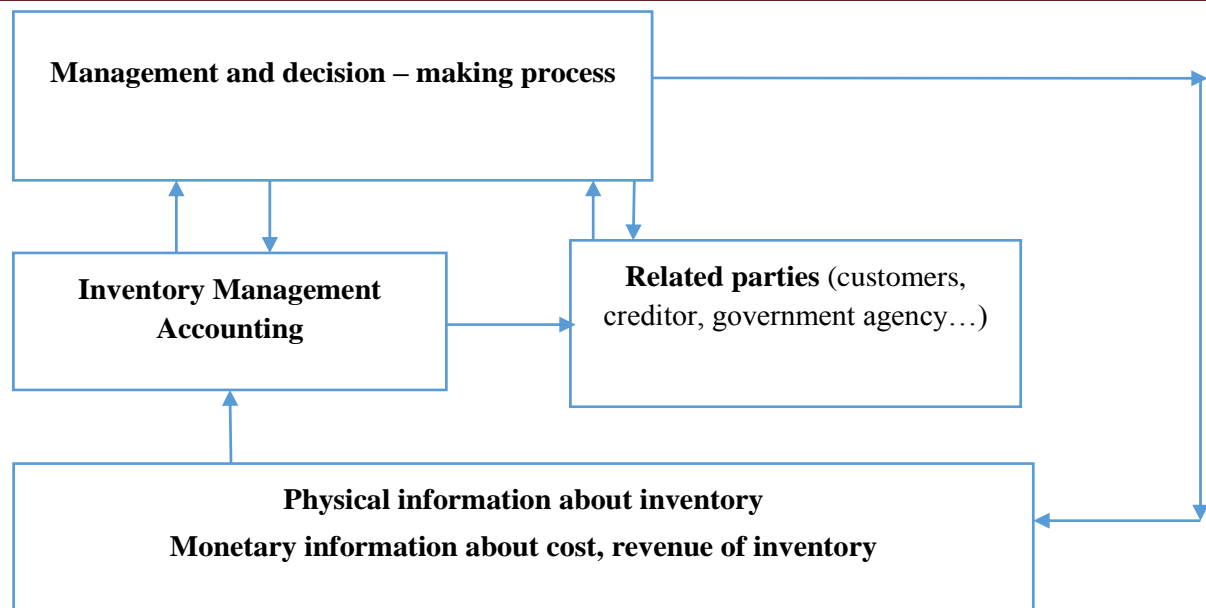 Management and decision – making process
Inventory Management
Accounting
Related parties (customers,
creditor, government agency…)
Physical information about inventory
Monetary information about cost, revenue of inventory